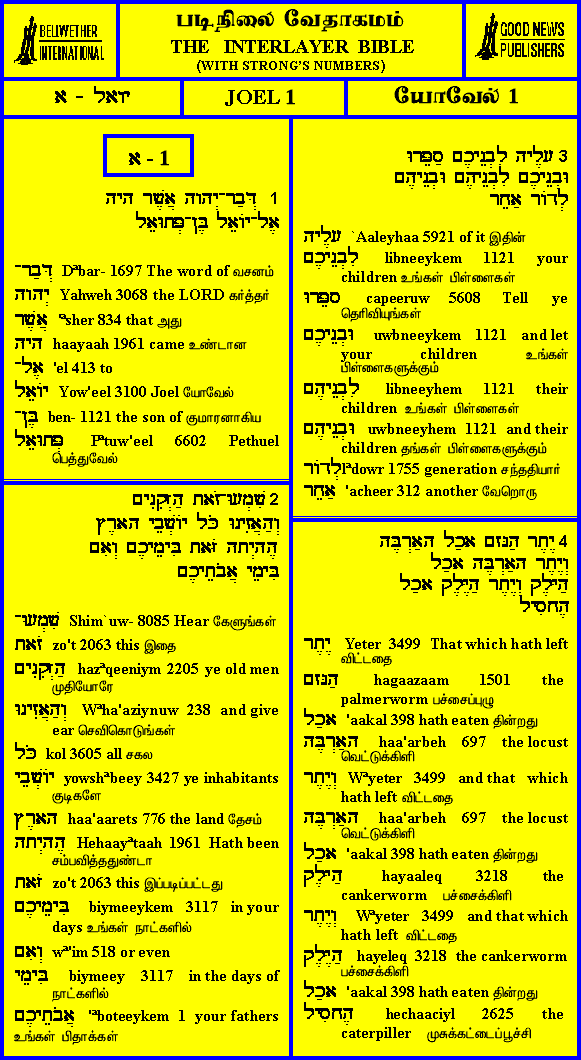 BELLWETHER
INTERNATIONAL
படிநிலை வேதாகமம்
THE INTERLAYER BIBLE
(WITH STRONG'S NUMBERS)
GOOD NEWS
PUBLISHERS
יואל - א
JOEL 1
யோவேல் 1
א - 1
1 דְּבַר־יְהוָה אֲשֶׁר הָיָה
אֶל־יוֹאֵל בֶּן־פְּתוּאֵל
דְּבַר־ Dᵊbar- 1697 The word of வசனம்
יְהוָה Yahweh 3068 the LORD கர்த்தர்
אֲשֶׁר ᵃsher 834 that அது
הָיָה haayaah 1961 came உண்டான
אֶל־ 'el 413 to
יוֹאֵל Yow'eel 3100 Joel யோவேல்
בֶּן־ ben- 1121 the son of குமாரனாகிய
פְּתוּאֵל Pᵊtuw'eel 6602 Pethuel
பெத்துவேல்
2 שִׁמְעוּ־זֹאת הַזְּקֵנִים
וְהַאֲזִינוּ כֹּל יוֹשְׁבֵי הָאָרֶץ
הֶהָיְתָה זֹּאת בִּימֵיכֶם וְאִם
בִּימֵי אֲבֹתֵיכֶם
שִׁמְעוּ־ Shim`uw- 8085 Hear கேளுங்கள்
זֹאת zo't 2063 this இதை
הַזְּקֵנִים hazᵊqeeniym 2205 ye old men
முதியோரே
וְהַאֲזִינוּ Wᵊha'aziynuw 238 and give
ear செவிகொடுங்கள்
כֹּל kol 3605 all சகல
יוֹשְׁבֵי yowshᵊbeey 3427 ye inhabitants
குடிகளே
הָאָרֶץ haa'aarets 776 the land தேசம்
הֶהָיְתָה Hehaayᵊtaah 1961 Hath been
சம்பவித்ததுண்டா
זֹאת zo't 2063 this இப்படிப்பட்டது
בִּימֵיכֶם biymeeykem 3117 in your
days உங்கள் நாட்களில்
וְאִם wᵊ'im 518 or even
בִּימֵי biymeey 3117 in the days of
நாட்களில்
אֲבֹתֵיכֶם 'ᵃboteeykem 1 your fathers
உங்கள் பிதாக்கள்
3 עָלֶיהָ לִבְנֵיכֶם סַפֵּרוּ
וּבְנֵיכֶם לִבְנֵיהֶם וּבְנֵיהֶם
לְדוֹר אַחֵר
עָלֶיהָ `Aaleyhaa 5921 of it இதின்
לִבְנֵיכֶם libneeykem 1121 your
children உங்கள் பிள்ளைகள்
סַפֵּרוּ capeeruw 5608 Tell ye
தெரிவியுங்கள்
וּבְנֵיכֶם uwbneeykem 1121 and let
your children உங்கள்
பிள்ளைகளுக்கும்
לִבְנֵיהֶם libneeyhem 1121 their
children உங்கள் பிள்ளைகள்
וּבְנֵיהֶם uwbneeyhem 1121 and their
children தங்கள் பிள்ளைகளுக்கும்
וּלְדוֹר lᵊdowr 1755 generation சந்ததியார்
אַחֵר 'acheer 312 another வேறொரு
4 יֶתֶר הַגָּזָם אָכַל הָאַרְבֶּה
וְיֶתֶר הָאַרְבֶּה אָכַל
הַיָּלֶק וְיֶתֶר הַיֶּלֶק אָכַל
הֶחָסִיל
יֶתֶר Yeter 3499 That which hath left
விட்டதை
הַגָּזָם hagaazaam 1501 the
palmerworm பச்சைப்புழு
אָכַל 'aakal 398 hath eaten தின்றது
הָאַרְבֶּה haa'arbeh 697 the locust
வெட்டுக்கிளி
וְיֶתֶר Wᵊyeter 3499 and that which
hath left விட்டதை
הָאַרְבֶּה haa'arbeh 697 the locust
வெட்டுக்கிளி
אָכַל 'aakal 398 hath eaten தின்றது
הַיָּלֶק hayaaleq 3218 the
cankerworm பச்சைக்கிளி
וְיֶתֶר Wᵊyeter 3499 and that which
hath left விட்டதை
הַיֶּלֶק hayeleq 3218 the cankerworm
பச்சைக்கிளி
אָכַל 'aakal 398 hath eaten தின்றது
הֶחָסִיל hechaaciyl 2625 the
caterpiller முசுக்கட்டைப்பூச்சி